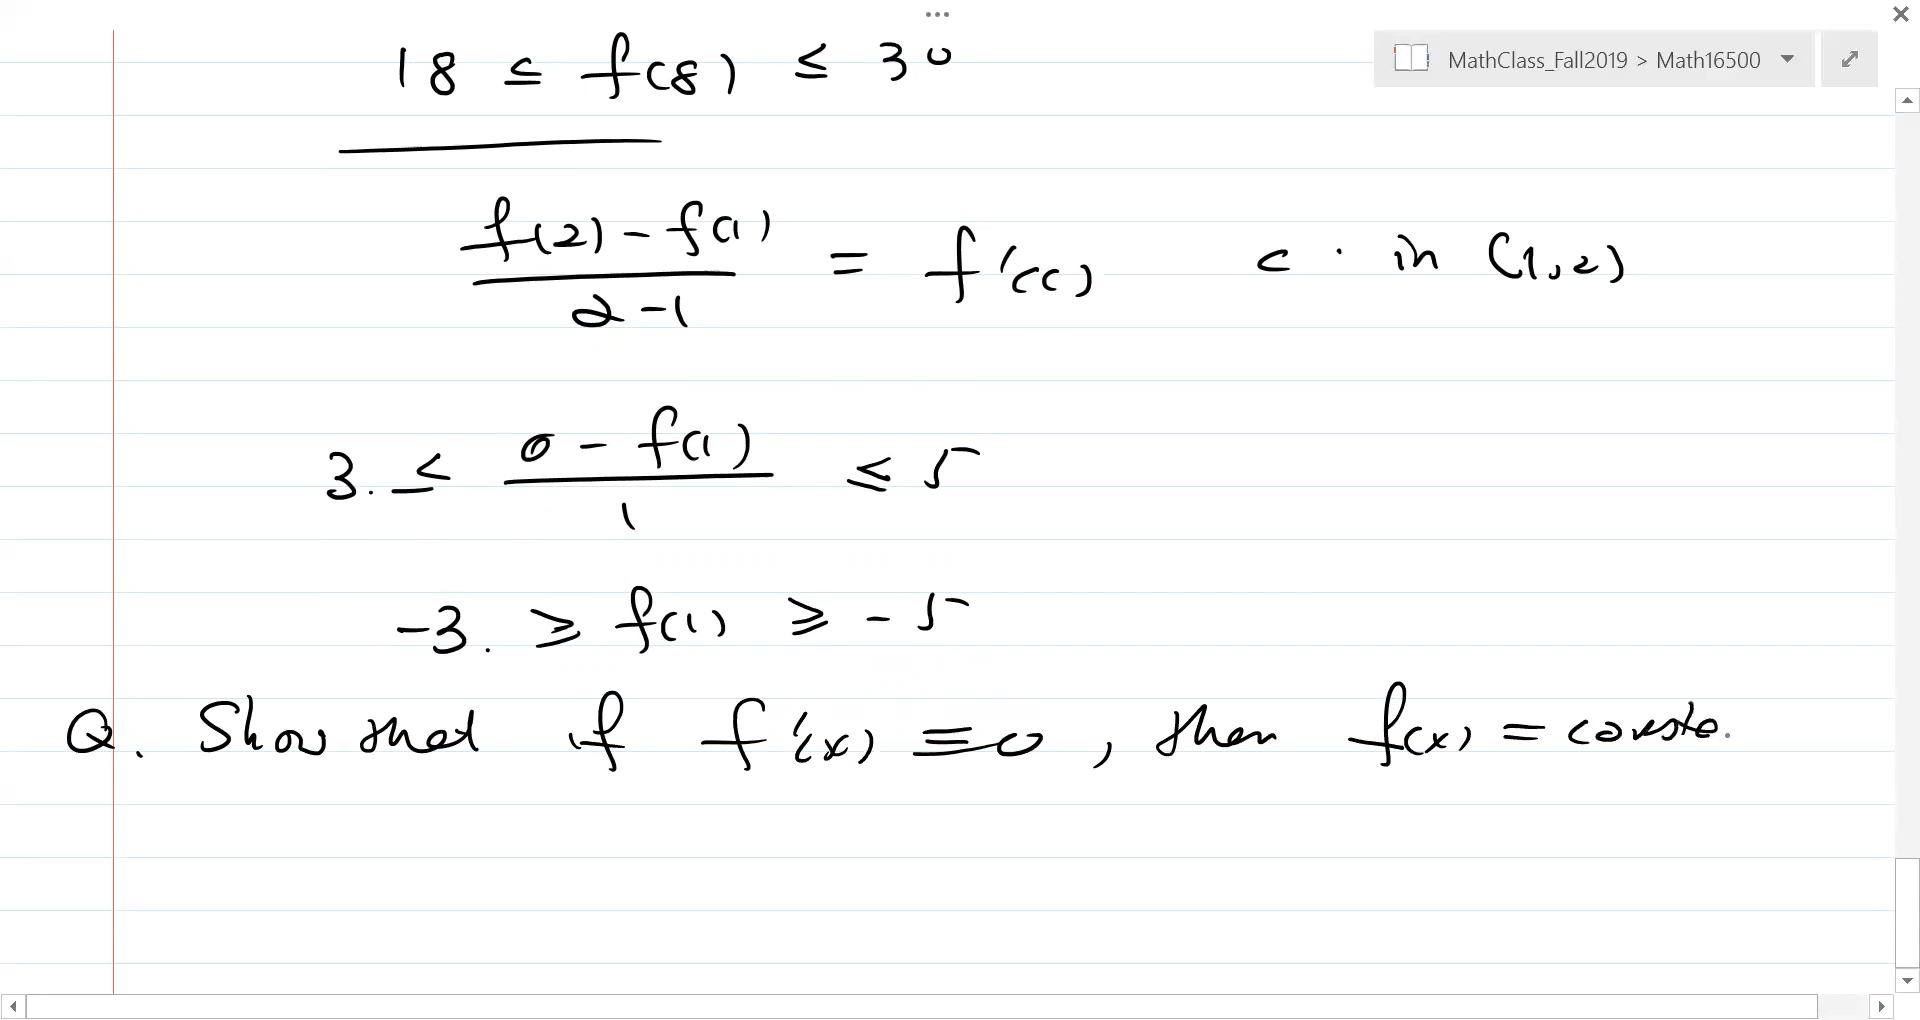 18 ≤ f(8) ≤ 30
MathClass_Fall2019 > Math16500
f(2) - f(1)
2 - 1
= f'(c) c. in (1,2)
3. ≤ 0 - f(1) ≤ 5
1
-3. ≥ f(1) ≥ -5
Q. Show that if f'(x) ≡ 0, then f(x) = consto.